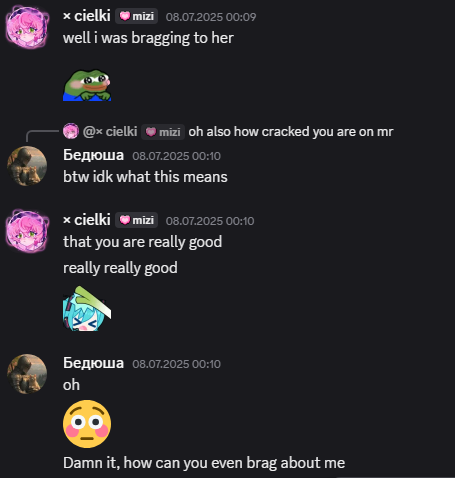 × cielki mizi 08.07.2025 00:09
well i was bragging to her
@× cielki mizi oh also how cracked you are on mr
Бедюша 08.07.2025 00:10
btw idk what this means
× cielki mizi 08.07.2025 00:10
that you are really good
really really good
Бедюша 08.07.2025 00:10
oh
Damn it, how can you even brag about me